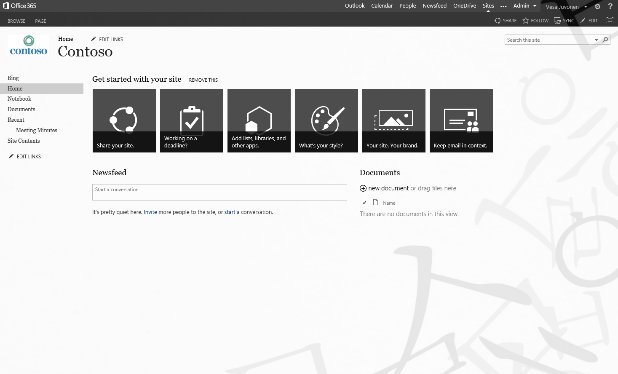 Office 365
Outlook Calendar People Newsfeed OneDrive Sites ··· Admin Vesa Juvonen ?
BROWSE PAGE
SHARE FOLLOW SYNC EDIT
contoso
Home EDIT LINKS
Contoso
Search this site
Blog
Home
Notebook
Documents
Recent
Meeting Minutes
Site Contents
EDIT LINKS
Get started with your site REMOVE THIS
Share your site.
Working on a
deadline?
Add lists, libraries, and
other apps.
What's your style?
Your site. Your brand.
Keep email in context.
Newsfeed
Start a conversation
It's pretty quiet here. Invite more people to the site, or start a conversation.
Documents
new document or drag files here
Name
There are no documents in this view.